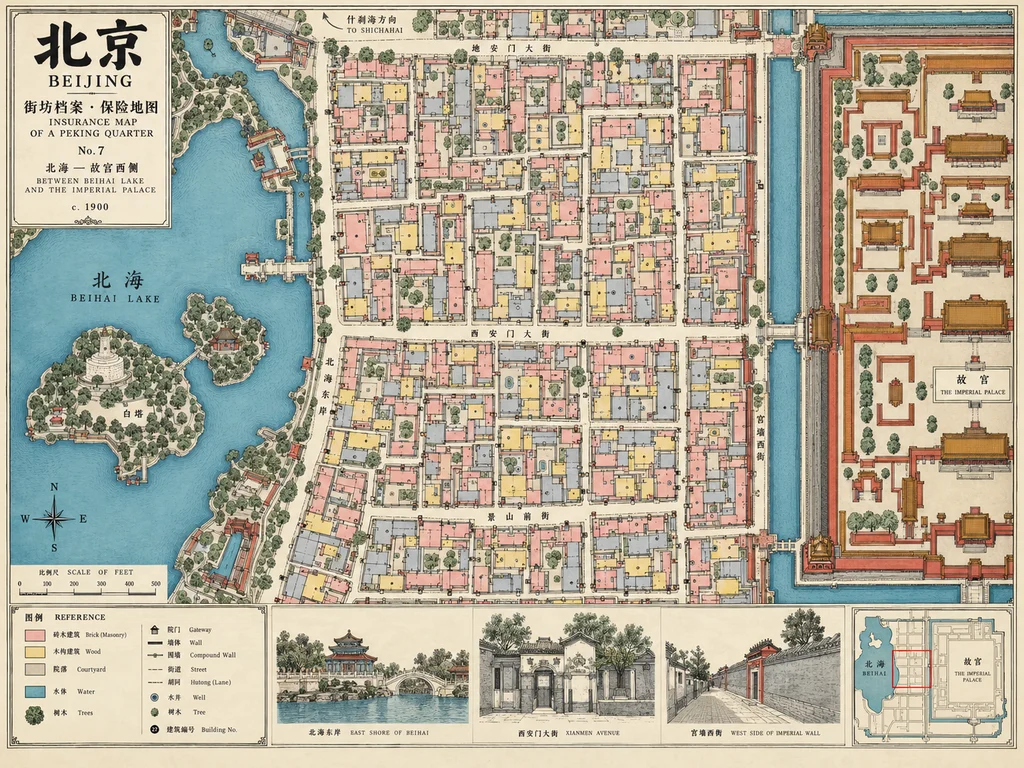 北京
BEIJING
街坊档案 · 保险地图
INSURANCE MAP
OF A PEKING QUARTER
No. 7
北海 — 故宫西侧
BETWEEN BEIHAI LAKE
AND THE IMPERIAL PALACE
c. 1900
什刹海方向
TO SHICHAHAI
地安门大街
北海
BEIHAI LAKE
白塔
西安门大街
北海东岸
宫墙西街
故宫
THE IMPERIAL PALACE
景山前街
N
W
E
S
比例尺 SCALE OF FEET
0 100 200 300 400 500
图例 REFERENCE
砖木建筑 Brick (Masonry)
木构建筑 Wood
院落 Courtyard
水体 Water
树木 Trees
院门 Gateway
墙体 Wall
围墙 Compound Wall
街道 Street
胡同 Hutong (Lane)
水井 Well
树木 Tree
建筑编号 Building No.
北海东岸 EAST SHORE OF BEIHAI
西安门大街 XIANMEN AVENUE
宫墙西街 WEST SIDE OF IMPERIAL WALL
北海
BEIHAI
故宫
THE IMPERIAL
PALACE